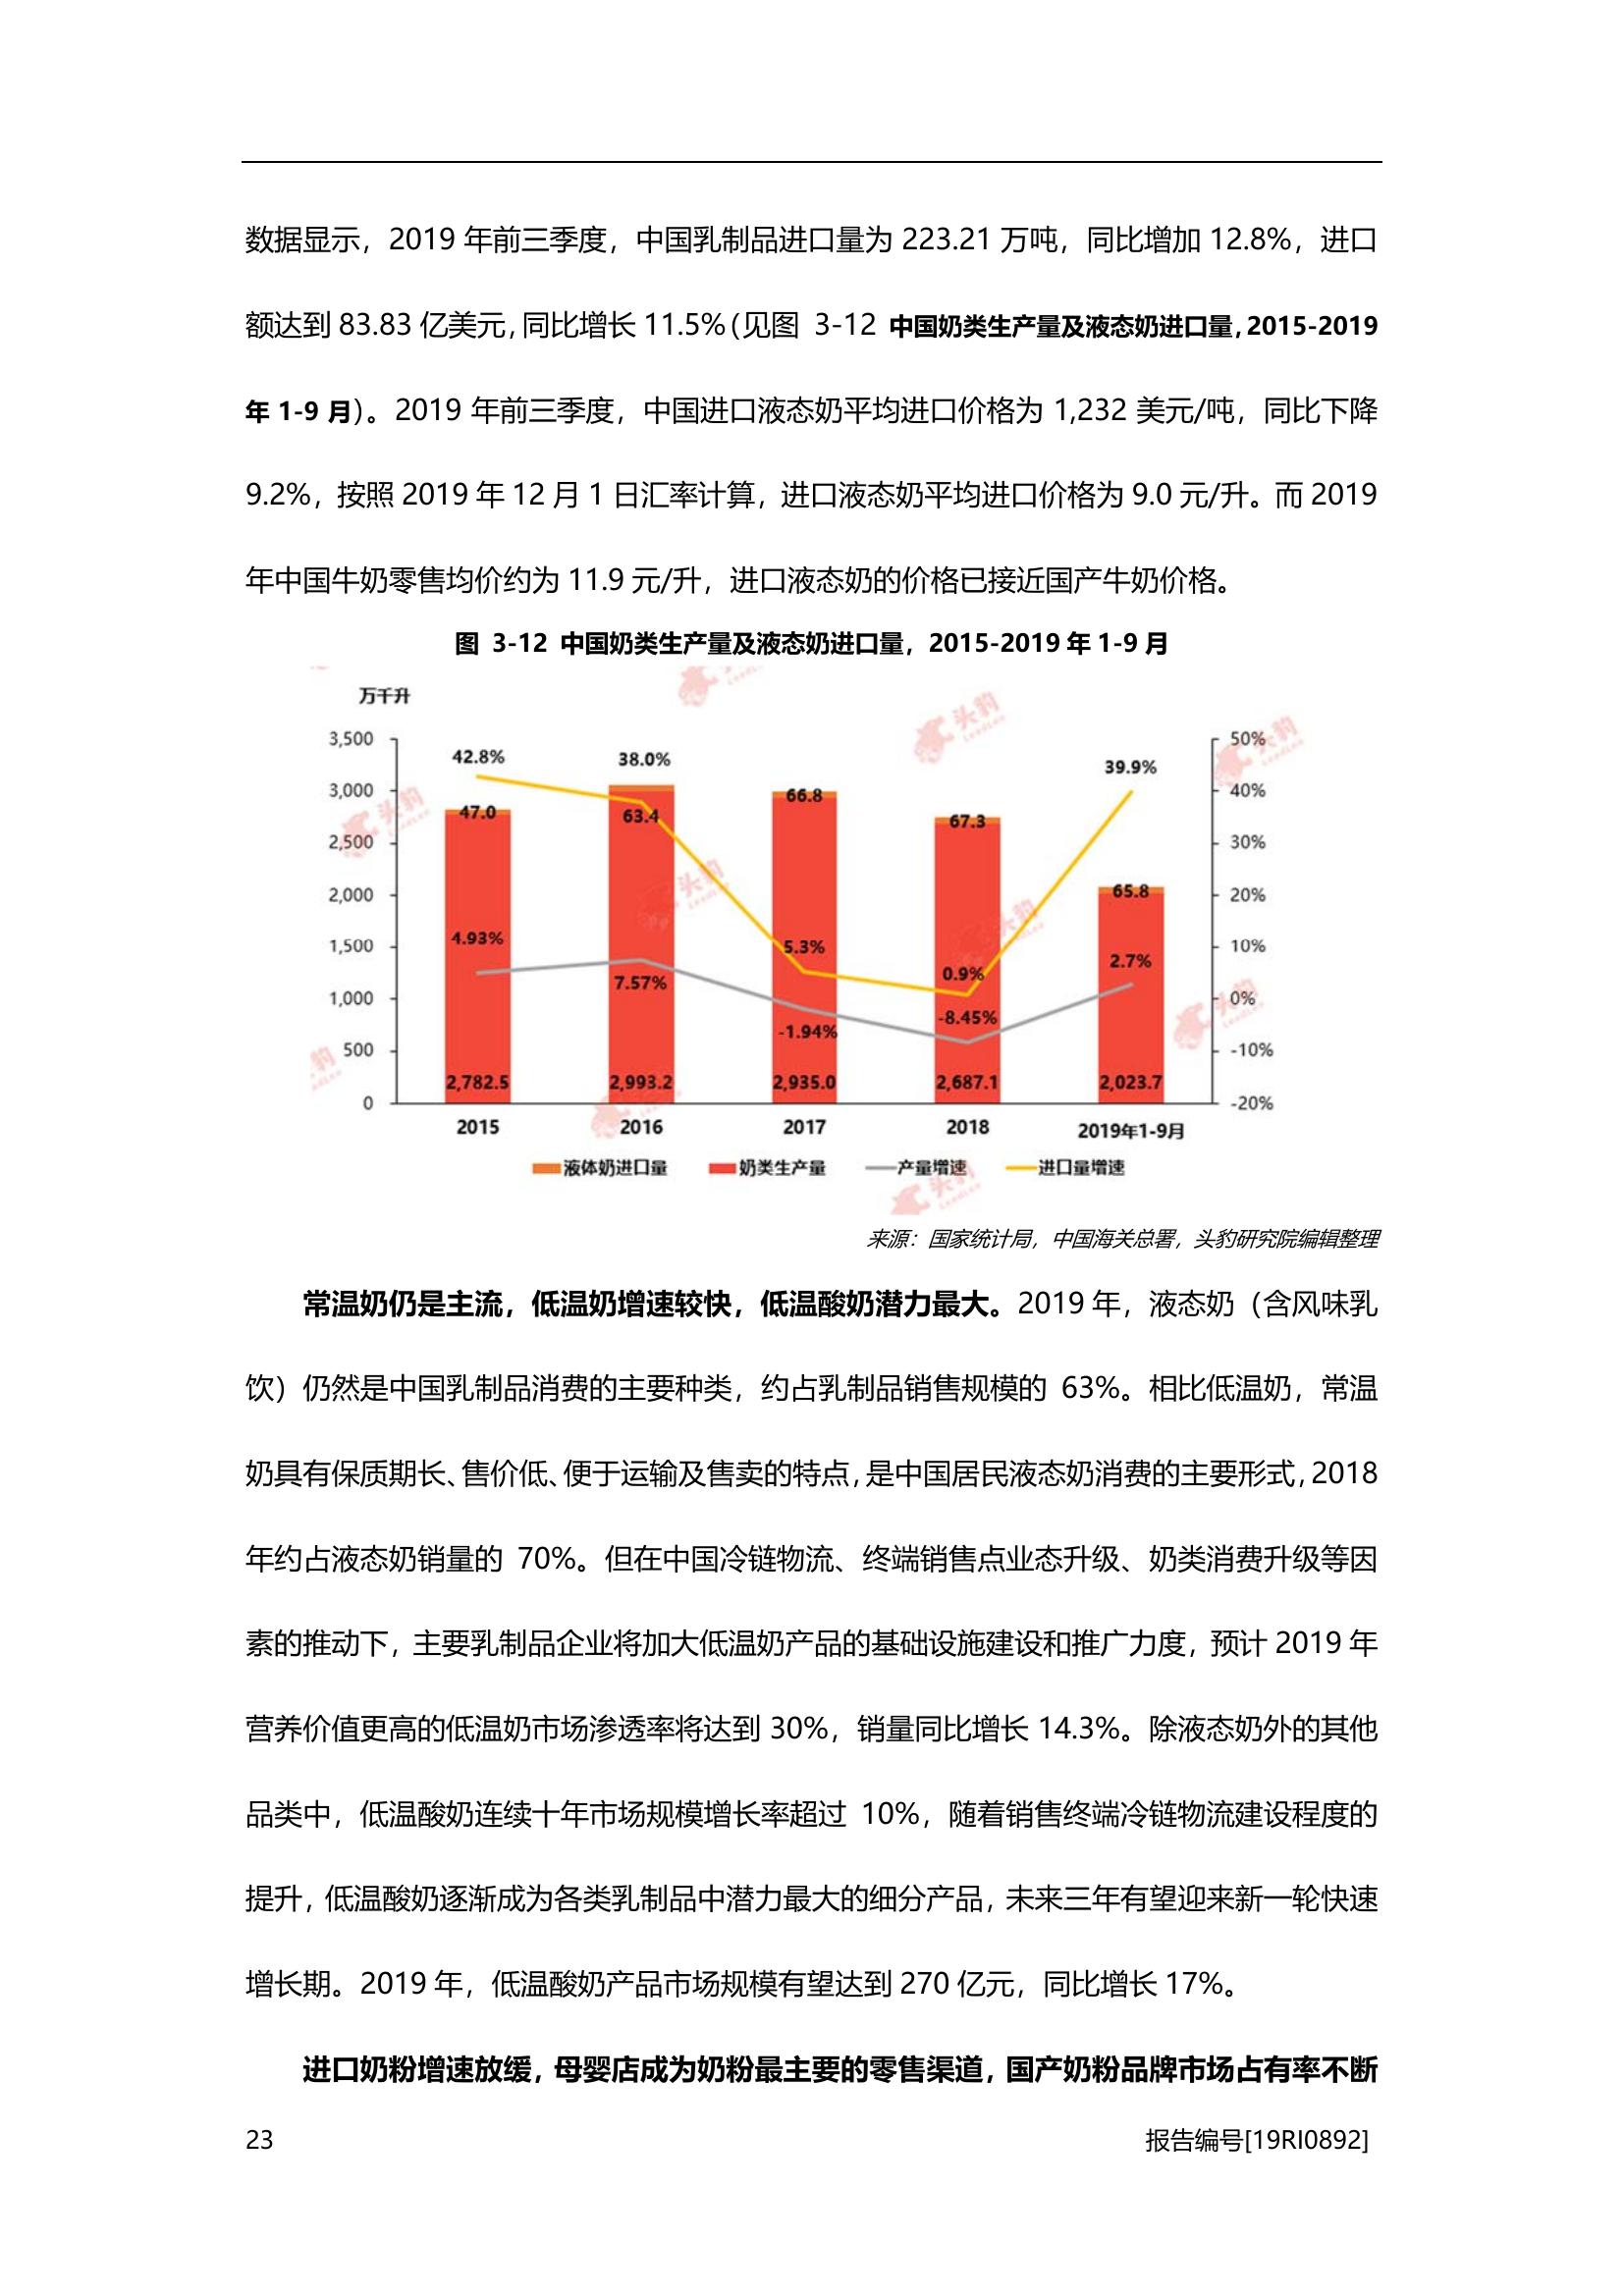 数据显示，2019 年前三季度，中国乳制品进口量为 223.21 万吨，同比增加 12.8%，进口
额达到 83.83 亿美元，同比增长 11.5%（见图 3-12 中国奶类生产量及液态奶进口量，2015-2019
年 1-9 月）。2019 年前三季度，中国进口液态奶平均进口价格为 1,232 美元/吨，同比下降
9.2%，按照 2019 年 12 月 1 日汇率计算，进口液态奶平均进口价格为 9.0 元/升。而 2019
年中国牛奶零售均价约为 11.9 元/升，进口液态奶的价格已接近国产牛奶价格。
图 3-12 中国奶类生产量及液态奶进口量，2015-2019 年 1-9 月
万千升
3,500 50%
42.8% 38.0% 39.9%
3,000 40%
47.0 63.4 66.8 67.3 65.8
2,500 30%
2,000 20%
1,500 10%
4.93% 7.57% 5.3% 0.9% 2.7%
1,000 0%
-1.94% -8.45%
500 -10%
2,782.5 2,993.2 2,935.0 2,687.1 2,023.7
0 -20%
2015 2016 2017 2018 2019年1-9月
液体奶进口量 奶类生产量 产量增速 进口量增速
头豹
LeadLeo
来源：国家统计局，中国海关总署，头豹研究院编辑整理
常温奶仍是主流，低温奶增速较快，低温酸奶潜力最大。2019 年，液态奶（含风味乳
饮）仍然是中国乳制品消费的主要种类，约占乳制品销售规模的 63%。相比低温奶，常温
奶具有保质期长、售价低、便于运输及售卖的特点，是中国居民液态奶消费的主要形式，2018
年约占液态奶销量的 70%。但在中国冷链物流、终端销售点业态升级、奶类消费升级等因
素的推动下，主要乳制品企业将加大低温奶产品的基础设施建设和推广力度，预计 2019 年
营养价值更高的低温奶市场渗透率将达到 30%，销量同比增长 14.3%。除液态奶外的其他
品类中，低温酸奶连续十年市场规模增长率超过 10%，随着销售终端冷链物流建设程度的
提升，低温酸奶逐渐成为各类乳制品中潜力最大的细分产品，未来三年有望迎来新一轮快速
增长期。2019 年，低温酸奶产品市场规模有望达到 270 亿元，同比增长 17%。
进口奶粉增速放缓，母婴店成为奶粉最主要的零售渠道，国产奶粉品牌市场占有率不断
23 报告编号[19RI0892]